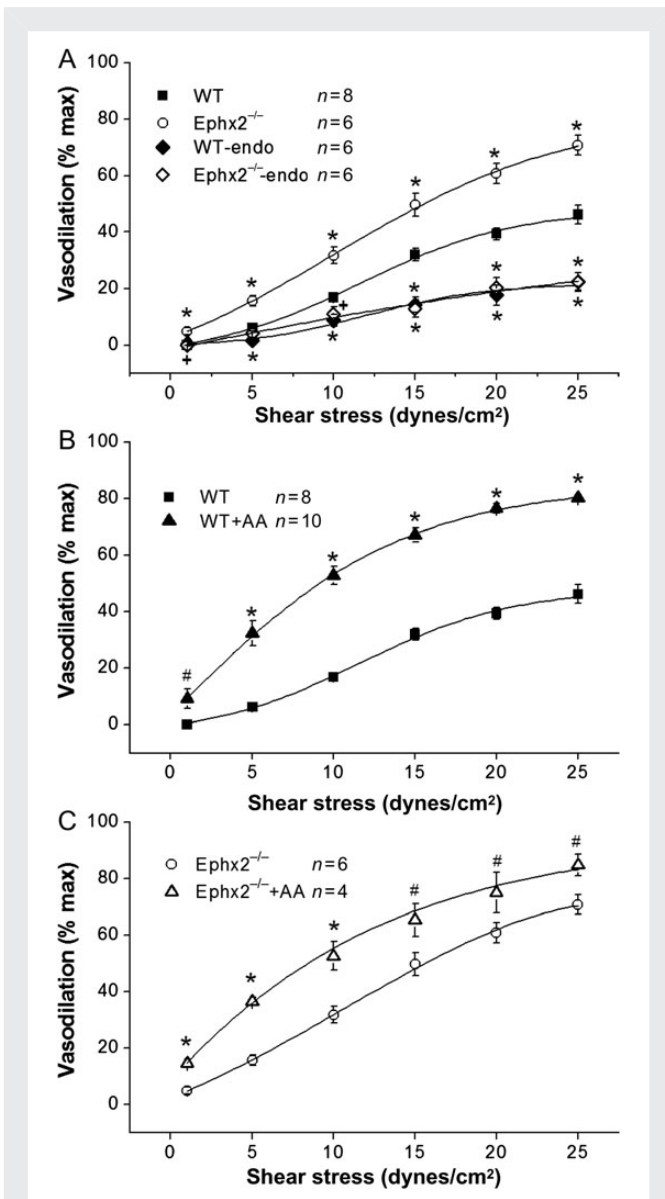 A
100
80
60
40
20
0
Vasodilation (% max)
WT n=8
Ephx2⁻/⁻ n=6
WT-endo n=6
Ephx2⁻/⁻-endo n=6
* * * * * *
+ * * +
* * *
* * *
0 5 10 15 20 25
Shear stress (dynes/cm²)
B
100
80
60
40
20
0
Vasodilation (% max)
WT n=8
WT+AA n=10
# * * * * *
0 5 10 15 20 25
Shear stress (dynes/cm²)
C
100
80
60
40
20
0
Vasodilation (% max)
Ephx2⁻/⁻ n=6
Ephx2⁻/⁻+AA n=4
* * * # # #
0 5 10 15 20 25
Shear stress (dynes/cm²)